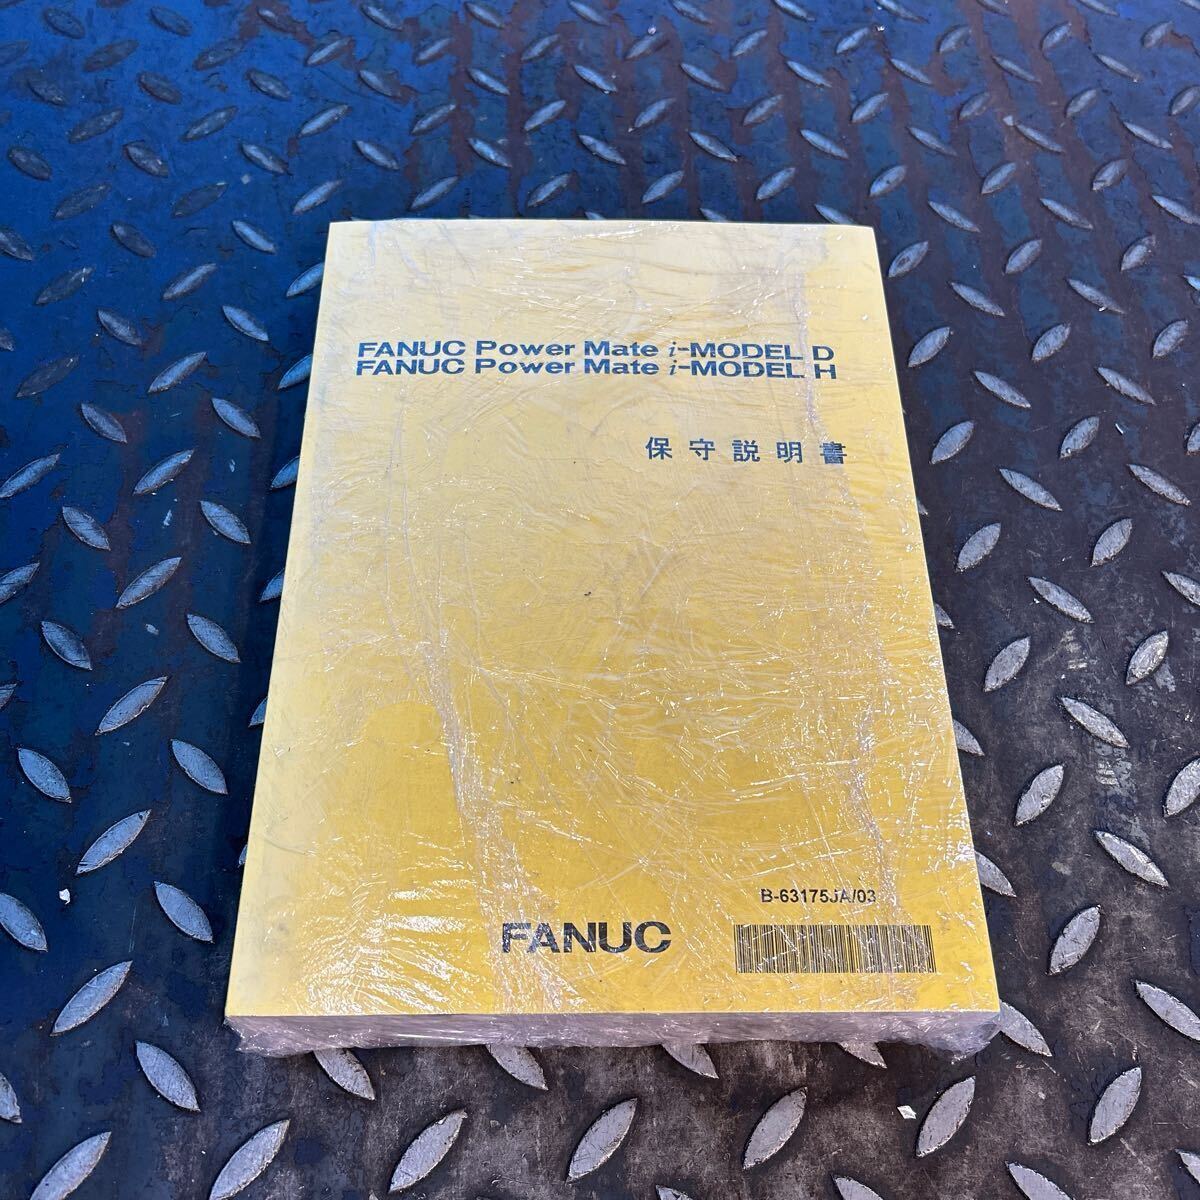 FANUC Power Mate i-MODEL D
FANUC Power Mate i-MODEL H
保守説明書
B-63175JA/03
FANUC